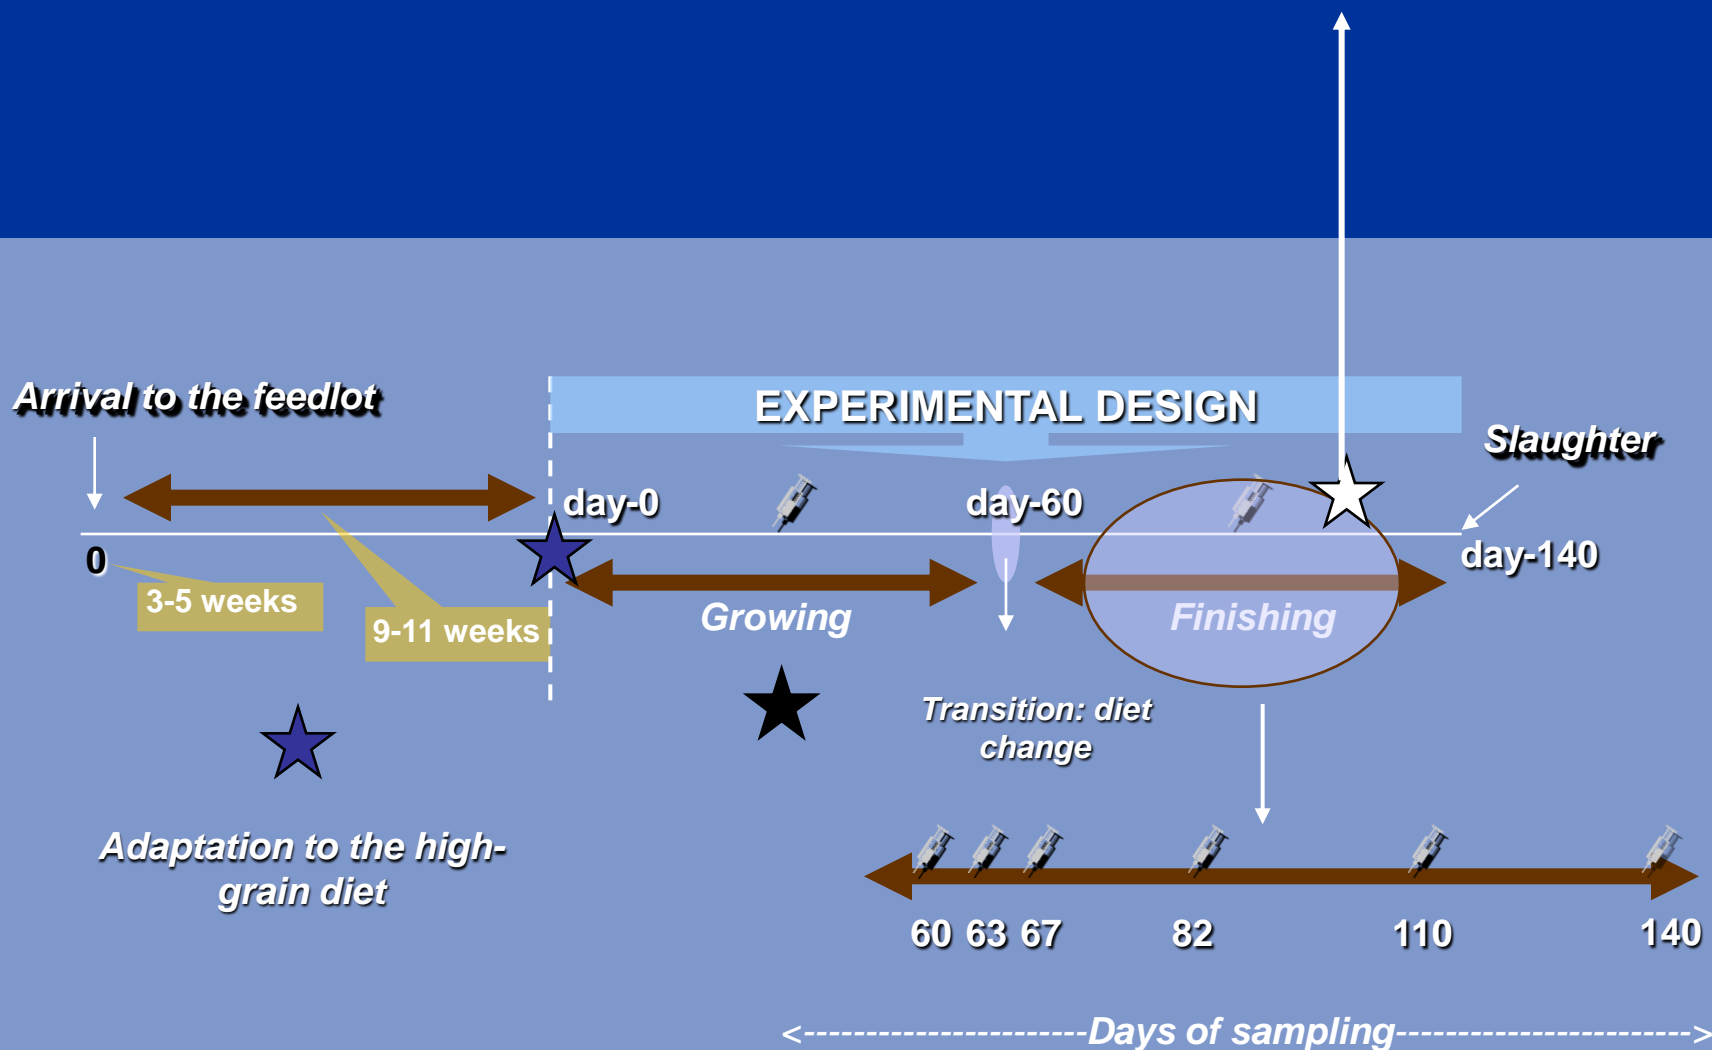 EXPERIMENTAL DESIGN
Arrival to the feedlot
Slaughter
day-0
day-60
day-140
0
3-5 weeks
9-11 weeks
Growing
Finishing
Transition: diet
change
Adaptation to the high-
grain diet
60 63 67 82 110 140
<----------------------Days of sampling----------------------->